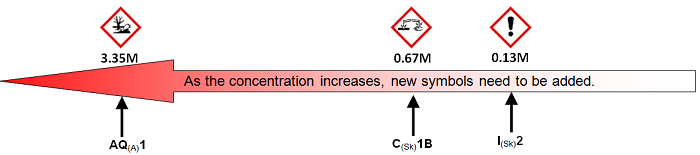 3.35M 0.67M 0.13M
As the concentration increases, new symbols need to be added.
AQ(A)1 C(Sk)1B I(Sk)2